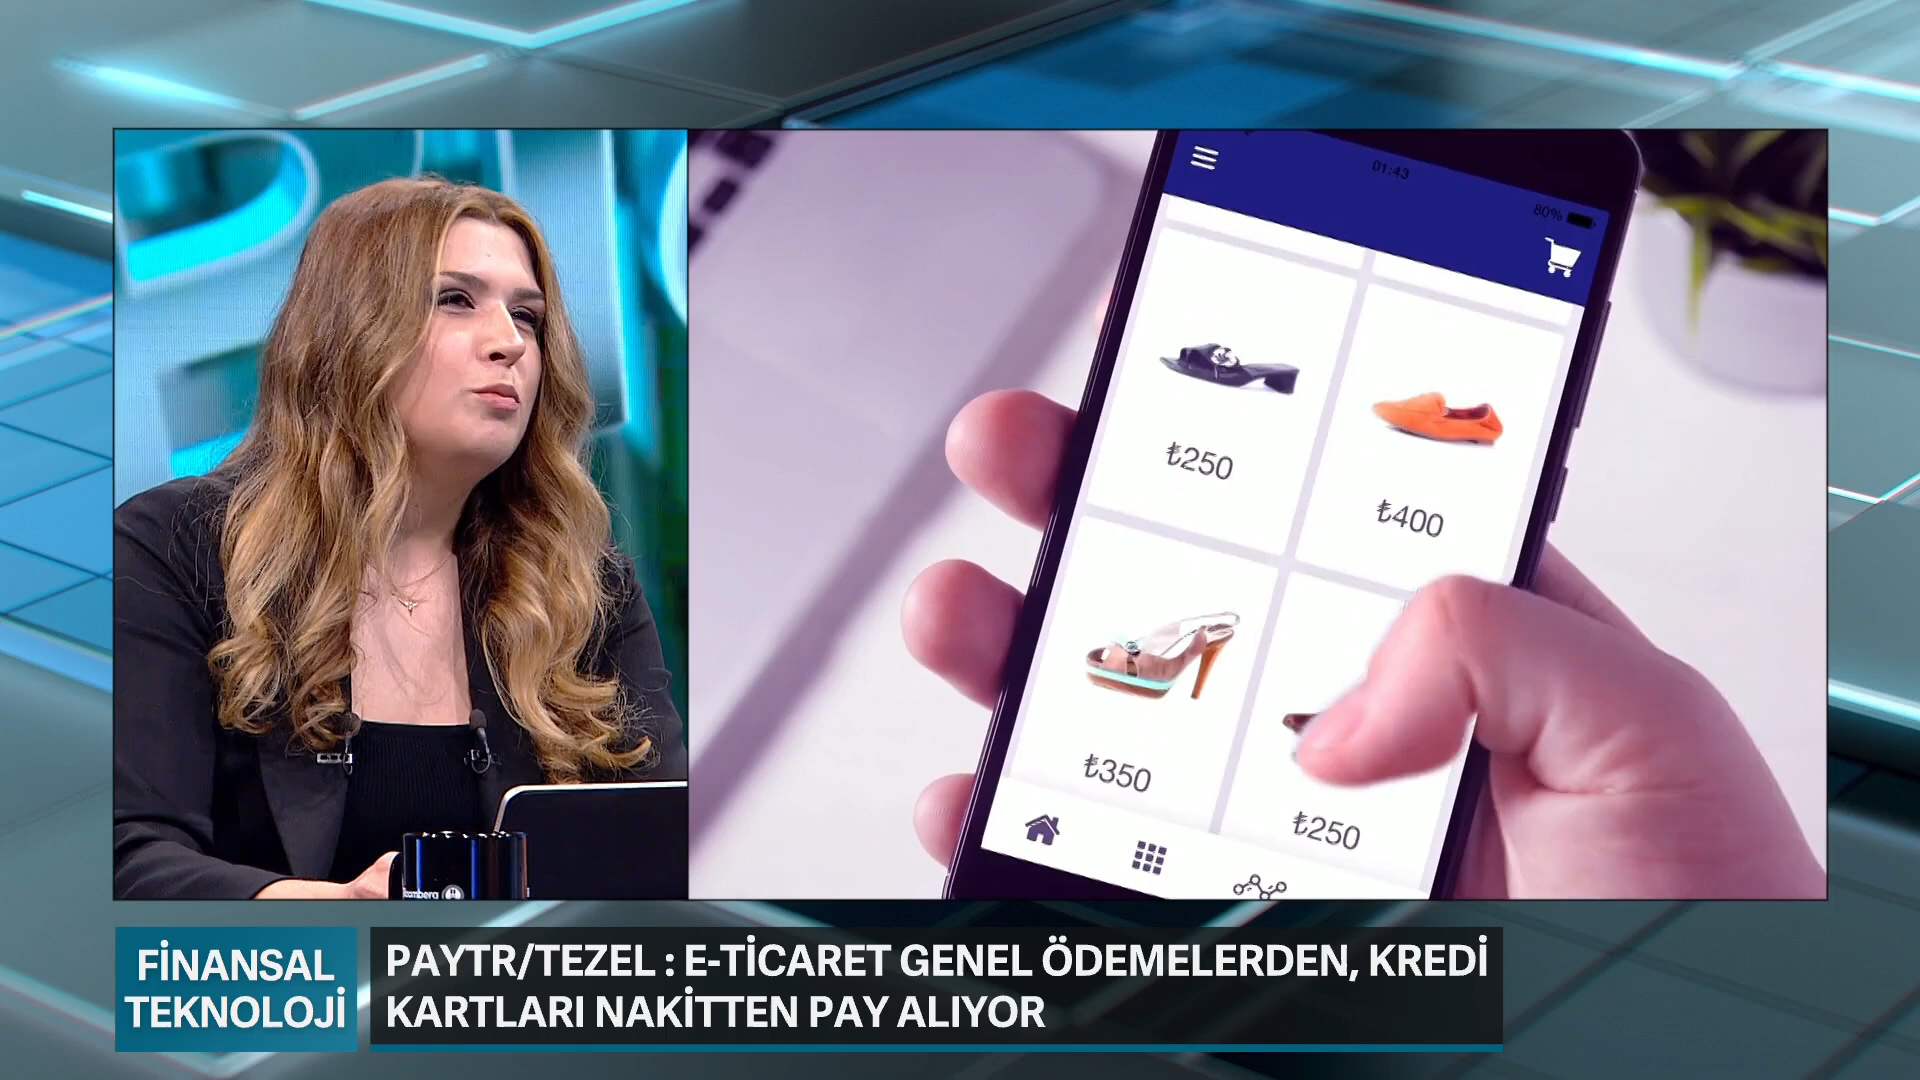 01:43
80%
₺250
₺400
₺350
₺250
FİNANSAL
TEKNOLOJİ
PAYTR/TEZEL : E-TİCARET GENEL ÖDEMELERDEN, KREDİ
KARTLARI NAKİTTEN PAY ALIYOR